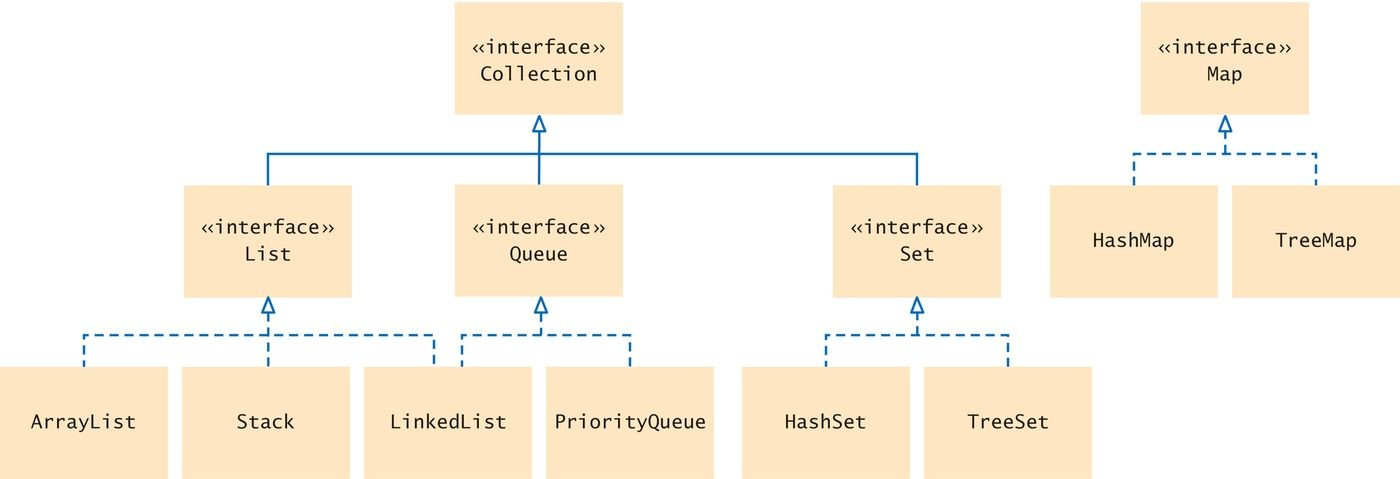 «interface»
Collection
«interface»
Map
«interface»
List
«interface»
Queue
«interface»
Set
HashMap
TreeMap
ArrayList
Stack
LinkedList
PriorityQueue
HashSet
TreeSet